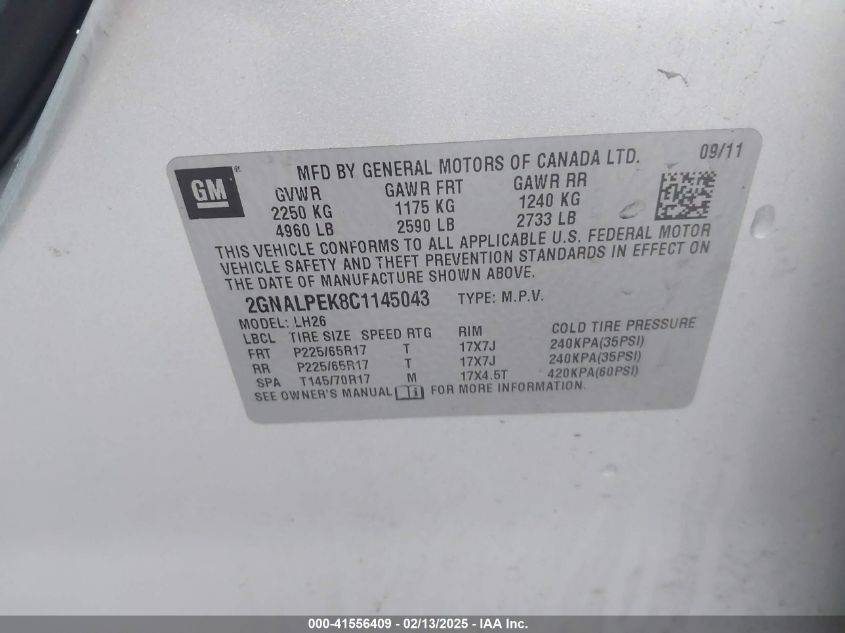 GM
MFD BY GENERAL MOTORS OF CANADA LTD. 09/11
GVWR GAWR FRT GAWR RR
2250 KG 1175 KG 1240 KG
4960 LB 2590 LB 2733 LB
THIS VEHICLE CONFORMS TO ALL APPLICABLE U.S. FEDERAL MOTOR
VEHICLE SAFETY AND THEFT PREVENTION STANDARDS IN EFFECT ON
THE DATE OF MANUFACTURE SHOWN ABOVE.
2GNALPEK8C1145043 TYPE: M.P.V.
MODEL: LH26
LBCL TIRE SIZE SPEED RTG RIM COLD TIRE PRESSURE
FRT P225/65R17 T 17X7J 240KPA(35PSI)
RR P225/65R17 T 17X7J 240KPA(35PSI)
SPA T145/70R17 M 17X4.5T 420KPA(60PSI)
SEE OWNER'S MANUAL FOR MORE INFORMATION.
000-41556409 - 02/13/2025 - IAA, Inc.